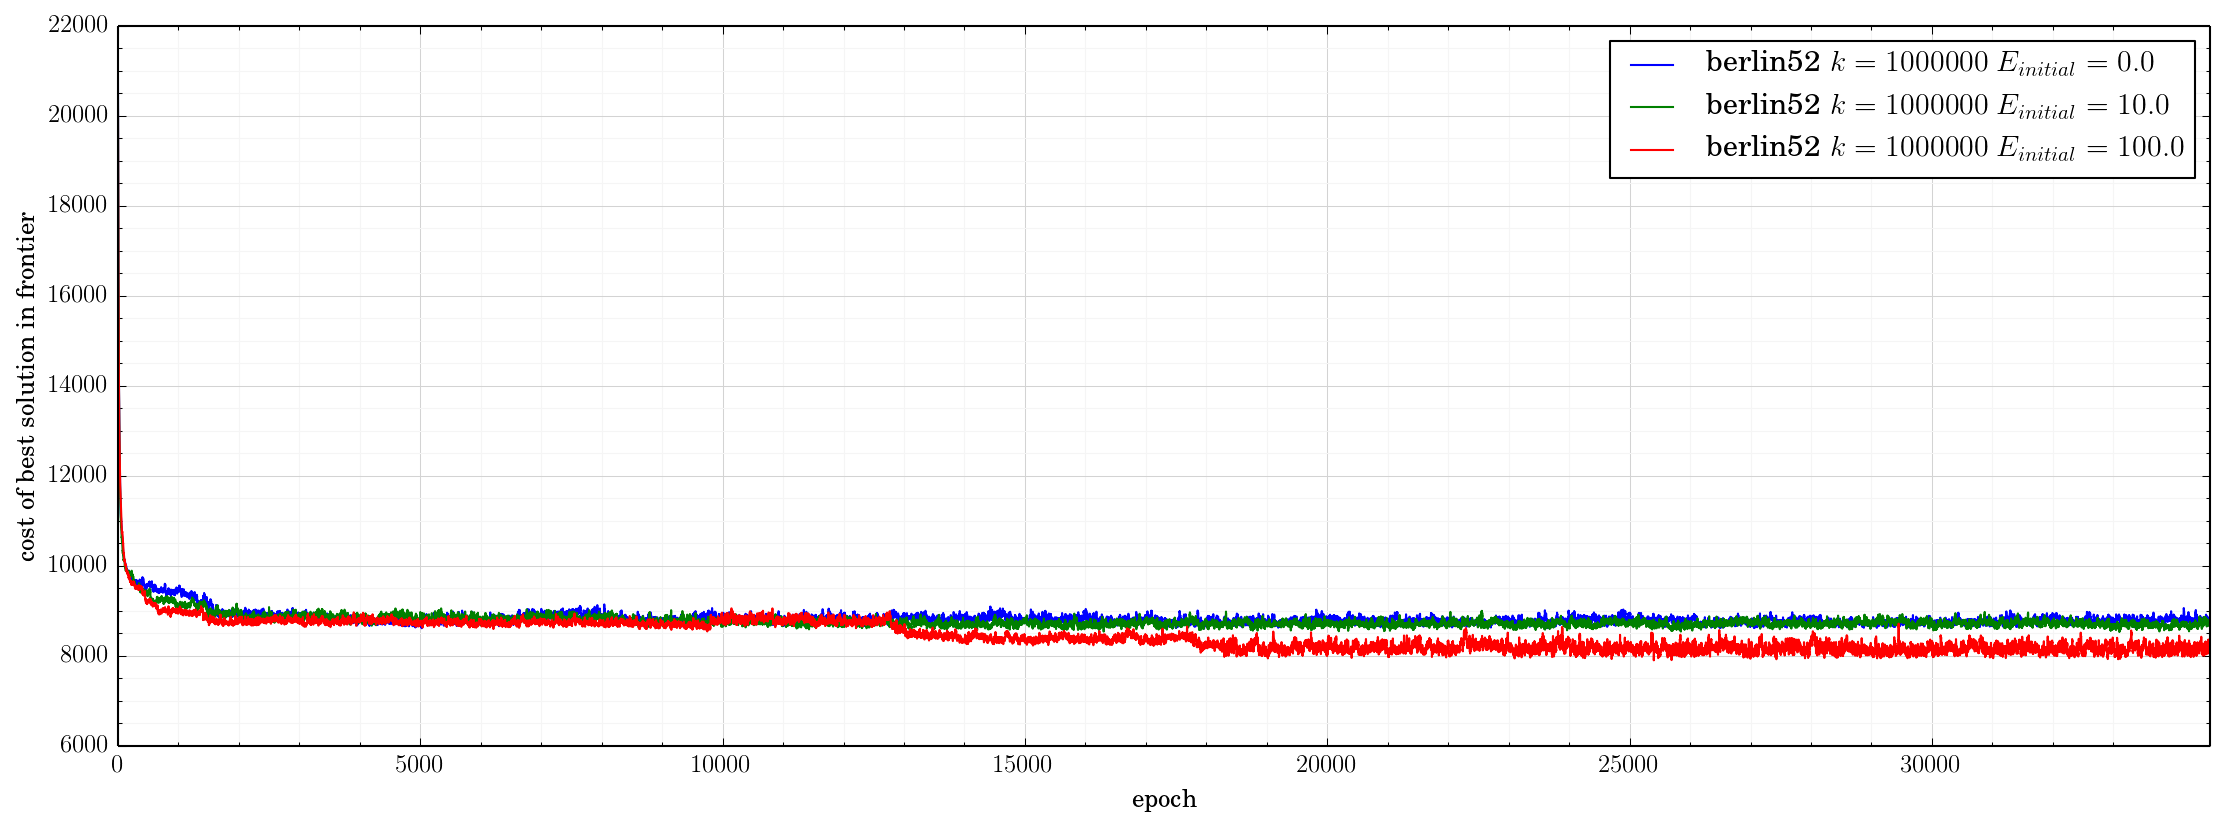 22000
20000
18000
16000
14000
12000
10000
8000
6000
cost of best solution in frontier
berlin52 k = 1000000 E_initial = 0.0
berlin52 k = 1000000 E_initial = 10.0
berlin52 k = 1000000 E_initial = 100.0
0 5000 10000 15000 20000 25000 30000
epoch